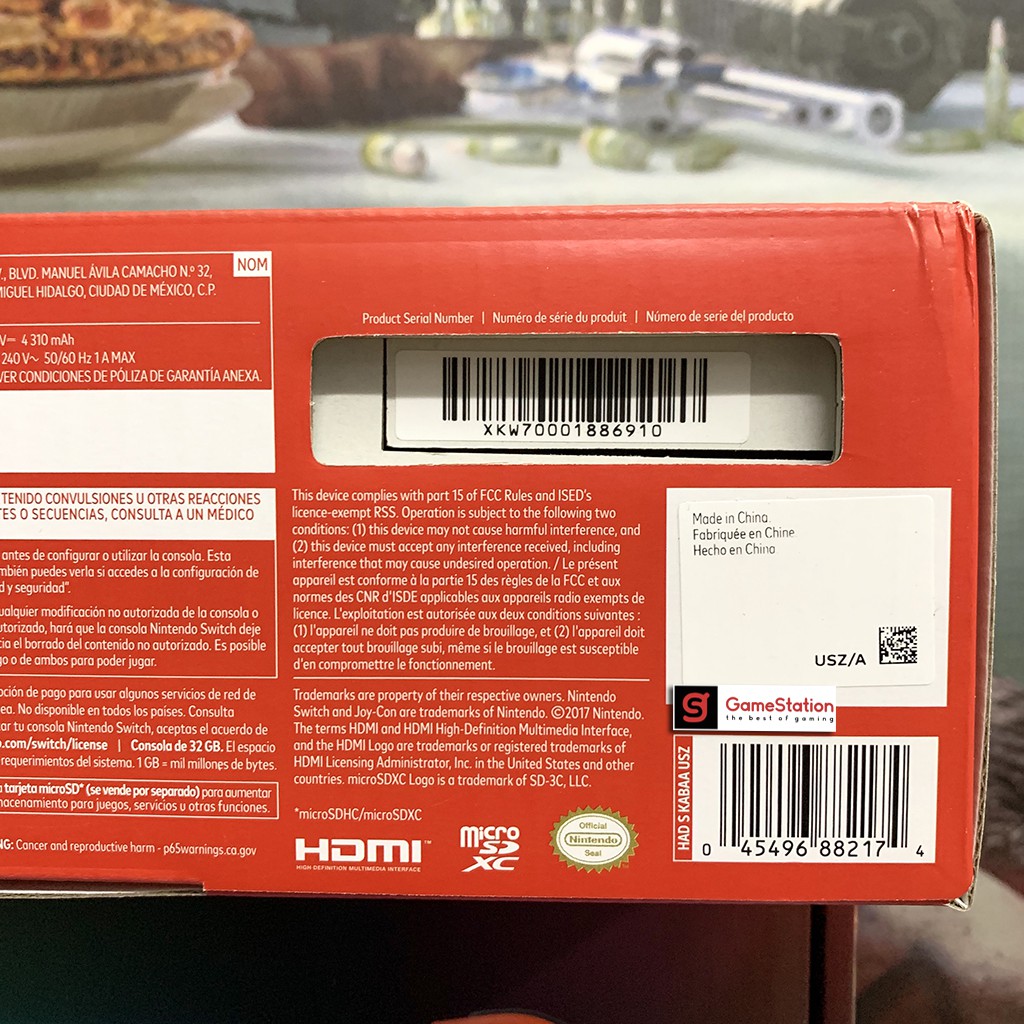 NOM
., BLVD. MANUEL ÁVILA CAMACHO N.º 32,
MIGUEL HIDALGO, CIUDAD DE MÉXICO, C.P.
V⎓ 4 310 mAh
240 V~ 50/60 Hz 1 A MAX
VER CONDICIONES DE PÓLIZA DE GARANTÍA ANEXA.
TENIDO CONVULSIONES U OTRAS REACCIONES
TES O SECUENCIAS, CONSULTA A UN MÉDICO
antes de configurar o utilizar la consola. Esta
mbién puedes verla si accedes a la configuración de
d y seguridad".
ualquier modificación no autorizada de la consola o
utorizado, hará que la consola Nintendo Switch deje
cia el borrado del contenido no autorizado. Es posible
go o de ambos para poder jugar.
pción de pago para usar algunos servicios de red de
ea. No disponible en todos los países. Consulta
ar tu consola Nintendo Switch, aceptas el acuerdo de
o.com/switch/license | Consola de 32 GB. El espacio
requerimientos del sistema. 1 GB = mil millones de bytes.
a tarjeta microSD* (se vende por separado) para aumentar
macenamiento para juegos, servicios u otras funciones.
NG: Cancer and reproductive harm - p65warnings.ca.gov
Product Serial Number | Numéro de série du produit | Número de serie del producto
XKW70001886910
This device complies with part 15 of FCC Rules and ISED's
licence-exempt RSS. Operation is subject to the following two
conditions: (1) this device may not cause harmful interference, and
(2) this device must accept any interference received, including
interference that may cause undesired operation. / Le présent
appareil est conforme à la partie 15 des règles de la FCC et aux
normes des CNR d'ISDE applicables aux appareils radio exempts de
licence. L'exploitation est autorisée aux deux conditions suivantes :
(1) l'appareil ne doit pas produire de brouillage, et (2) l'appareil doit
accepter tout brouillage subi, même si le brouillage est susceptible
d'en compromettre le fonctionnement.
Trademarks are property of their respective owners. Nintendo
Switch and Joy-Con are trademarks of Nintendo. ©2017 Nintendo.
The terms HDMI and HDMI High-Definition Multimedia Interface,
and the HDMI Logo are trademarks or registered trademarks of
HDMI Licensing Administrator, Inc. in the United States and other
countries. microSDXC Logo is a trademark of SD-3C, LLC.
*microSDHC/microSDXC
HDMI™
HIGH-DEFINITION MULTIMEDIA INTERFACE
micro
SD
XC
Official
Nintendo
Seal
Made in China
Fabriquée en Chine
Hecho en China
USZ/A
GameStation
the best of gaming
HAD S KABAA USZ
0 45496 88217 4